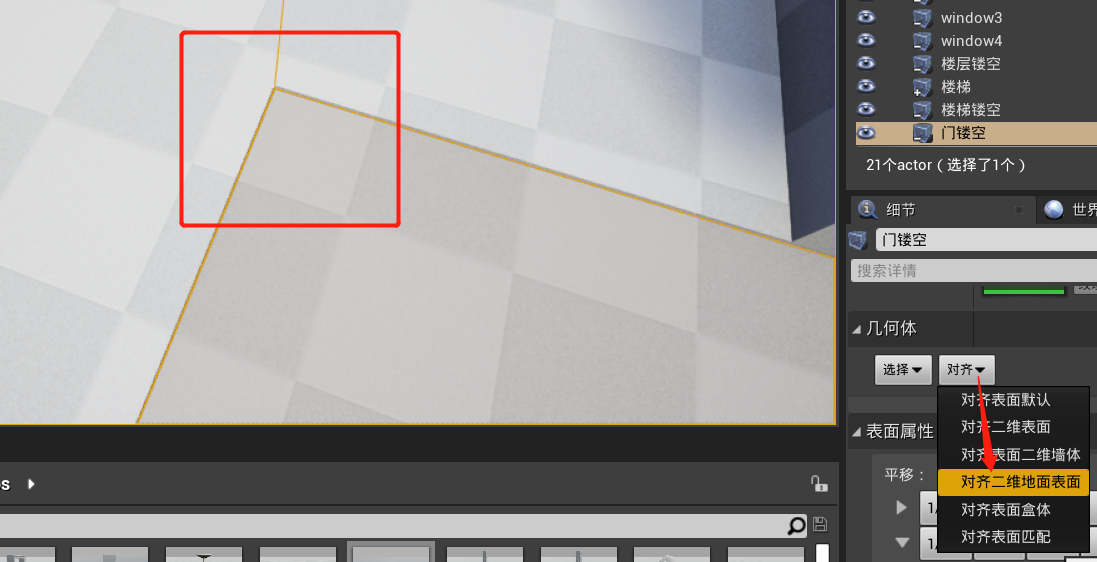 window3
window4
楼层镂空
楼梯
楼梯镂空
门镂空
21个actor（选择了1个）
细节
世界
门镂空
搜索详情
几何体
选择
对齐
对齐表面默认
对齐二维表面
表面属性
对齐表面二维墙体
平移：
对齐二维地面表面
对齐表面盒体
对齐表面匹配
s
1/
1/